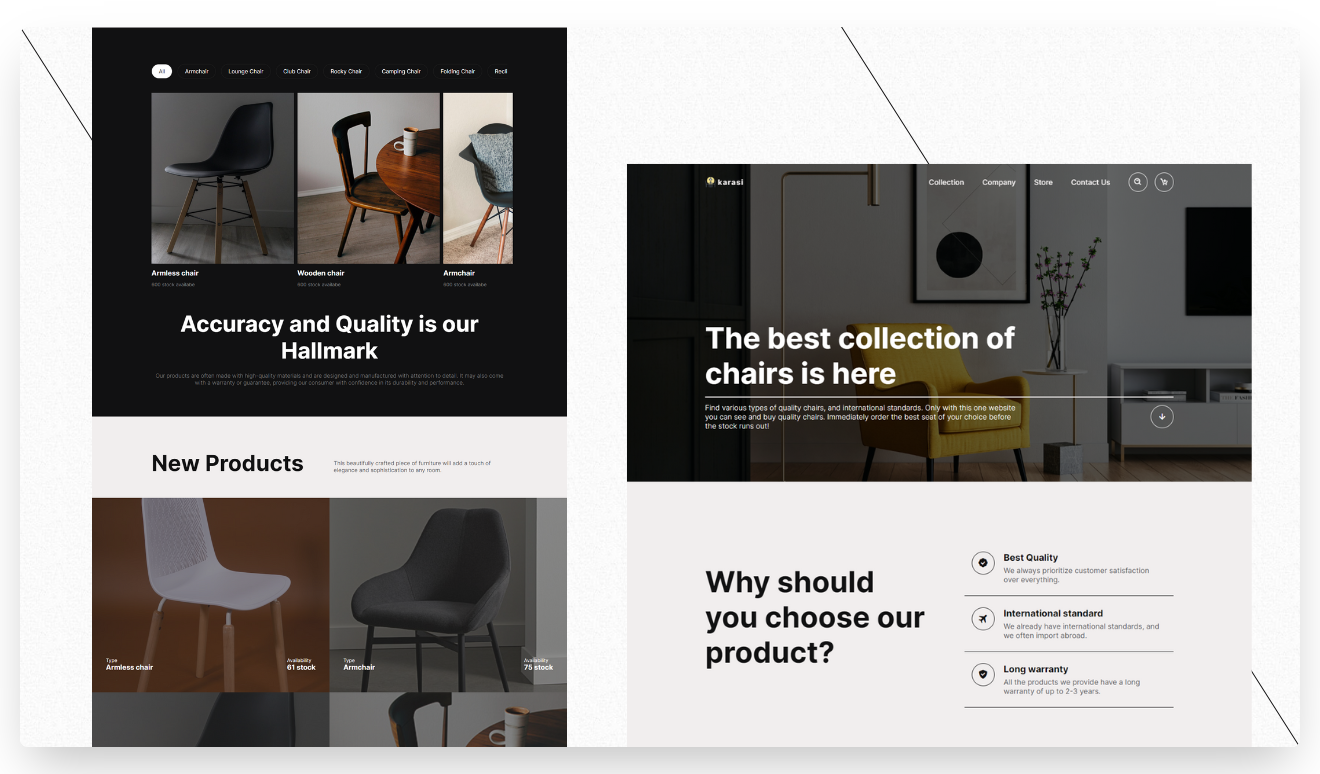 All Armchair Lounge Chair Club Chair Rocky Chair Camping Chair Folding Chair Recli
Armless chair
900 stock availabe
Wooden chair
600 stock availabe
Armchair
600 stock availabe
Accuracy and Quality is our
Hallmark
Our products are often made with high-quality materials and are designed and manufactured with attention to detail. It may also come
with a warranty or guarantee, providing our consumer with confidence in its durability and performance.
New Products
This beautifully crafted piece of furniture will add a touch of
elegance and sophistication to any room.
Type
Armless chair
Availability
61 stock
Type
Armchair
Availability
75 stock
karasi
Collection Company Store Contact Us
The best collection of
chairs is here
Find various types of quality chairs, and international standards. Only with this one website
you can see and buy quality chairs. Immediately order the best seat of your choice before
the stock runs out!
Why should
you choose our
product?
Best Quality
We always prioritize customer satisfaction
over everything.
International standard
We already have international standards, and
we often import abroad.
Long warranty
All the products we provide have a long
warranty of up to 2-3 years.